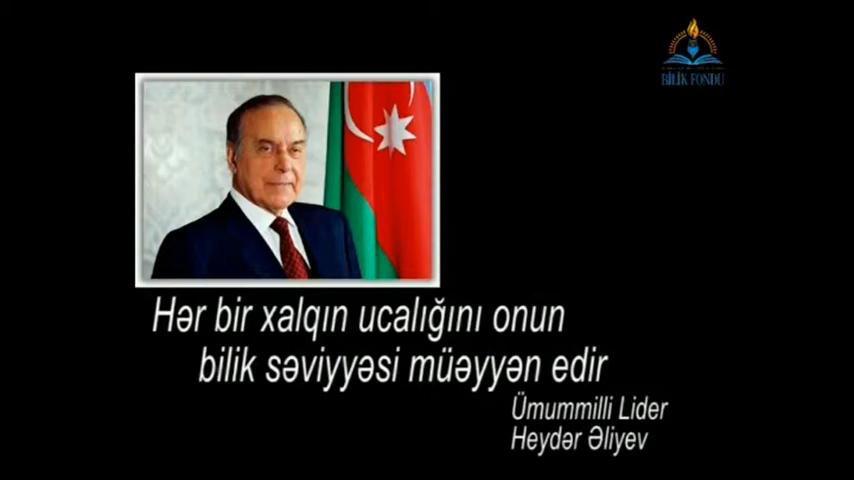 BİLİK FONDU
Hər bir xalqın ucalığını onun
bilik səviyyəsi müəyyən edir
Ümummilli Lider
Heydər Əliyev